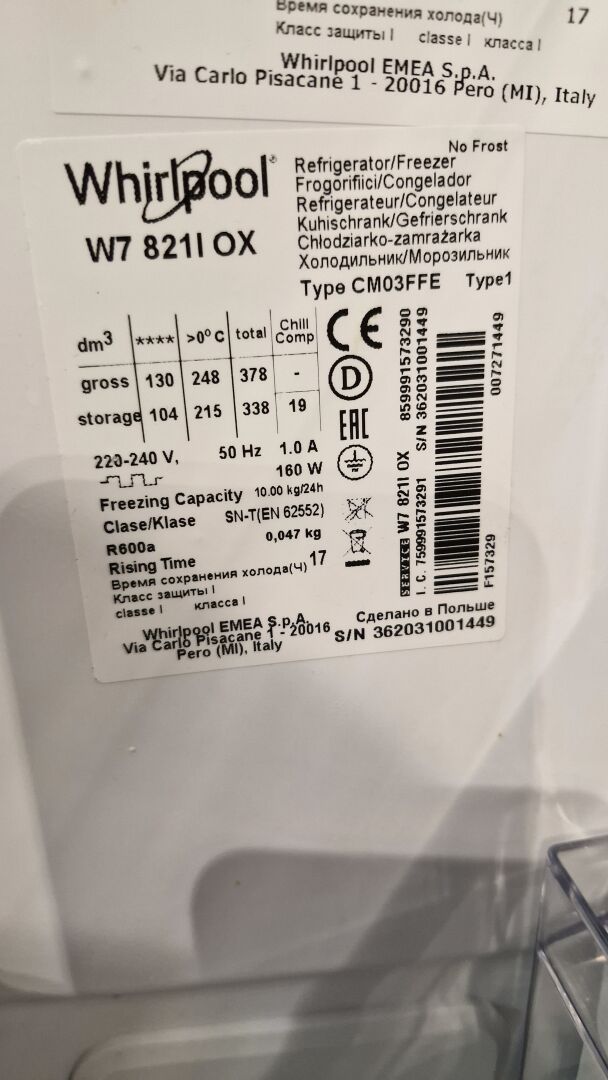 Время сохранения холода(Ч) 17
Класс защиты I classe I класса I
Whirlpool EMEA S.p.A.
Via Carlo Pisacane 1 - 20016 Pero (MI), Italy
No Frost
Whirlpool®
W7 821I OX
Refrigerator/Freezer
Frogorifiici/Congelador
Refrigerateur/Congelateur
Kuhischrank/Gefrierschrank
Chłodziarko-zamrażarka
Холодильник/Морозильник
Type CM03FFE Type1
dm3 **** >0° C total Chill Comp
gross 130 248 378 -
storage 104 215 338 19
CE
D
EAC
220-240 V, 50 Hz 1.0 A
160 W
Freezing Capacity 10.00 kg/24h
Clase/Klase SN-T(EN 62552)
R600a 0,047 kg
Rising Time 17
Время сохранения холода(Ч)
Класс защиты I
classe I класса I
Whirlpool EMEA S.p.A.
Via Carlo Pisacane 1 - 20016
Pero (MI), Italy
Сделано в Польше
S/N 362031001449
SERVICE W7 821I OX 859991573290
I. C. 759991573291 S/N 362031001449
007271449
F157329